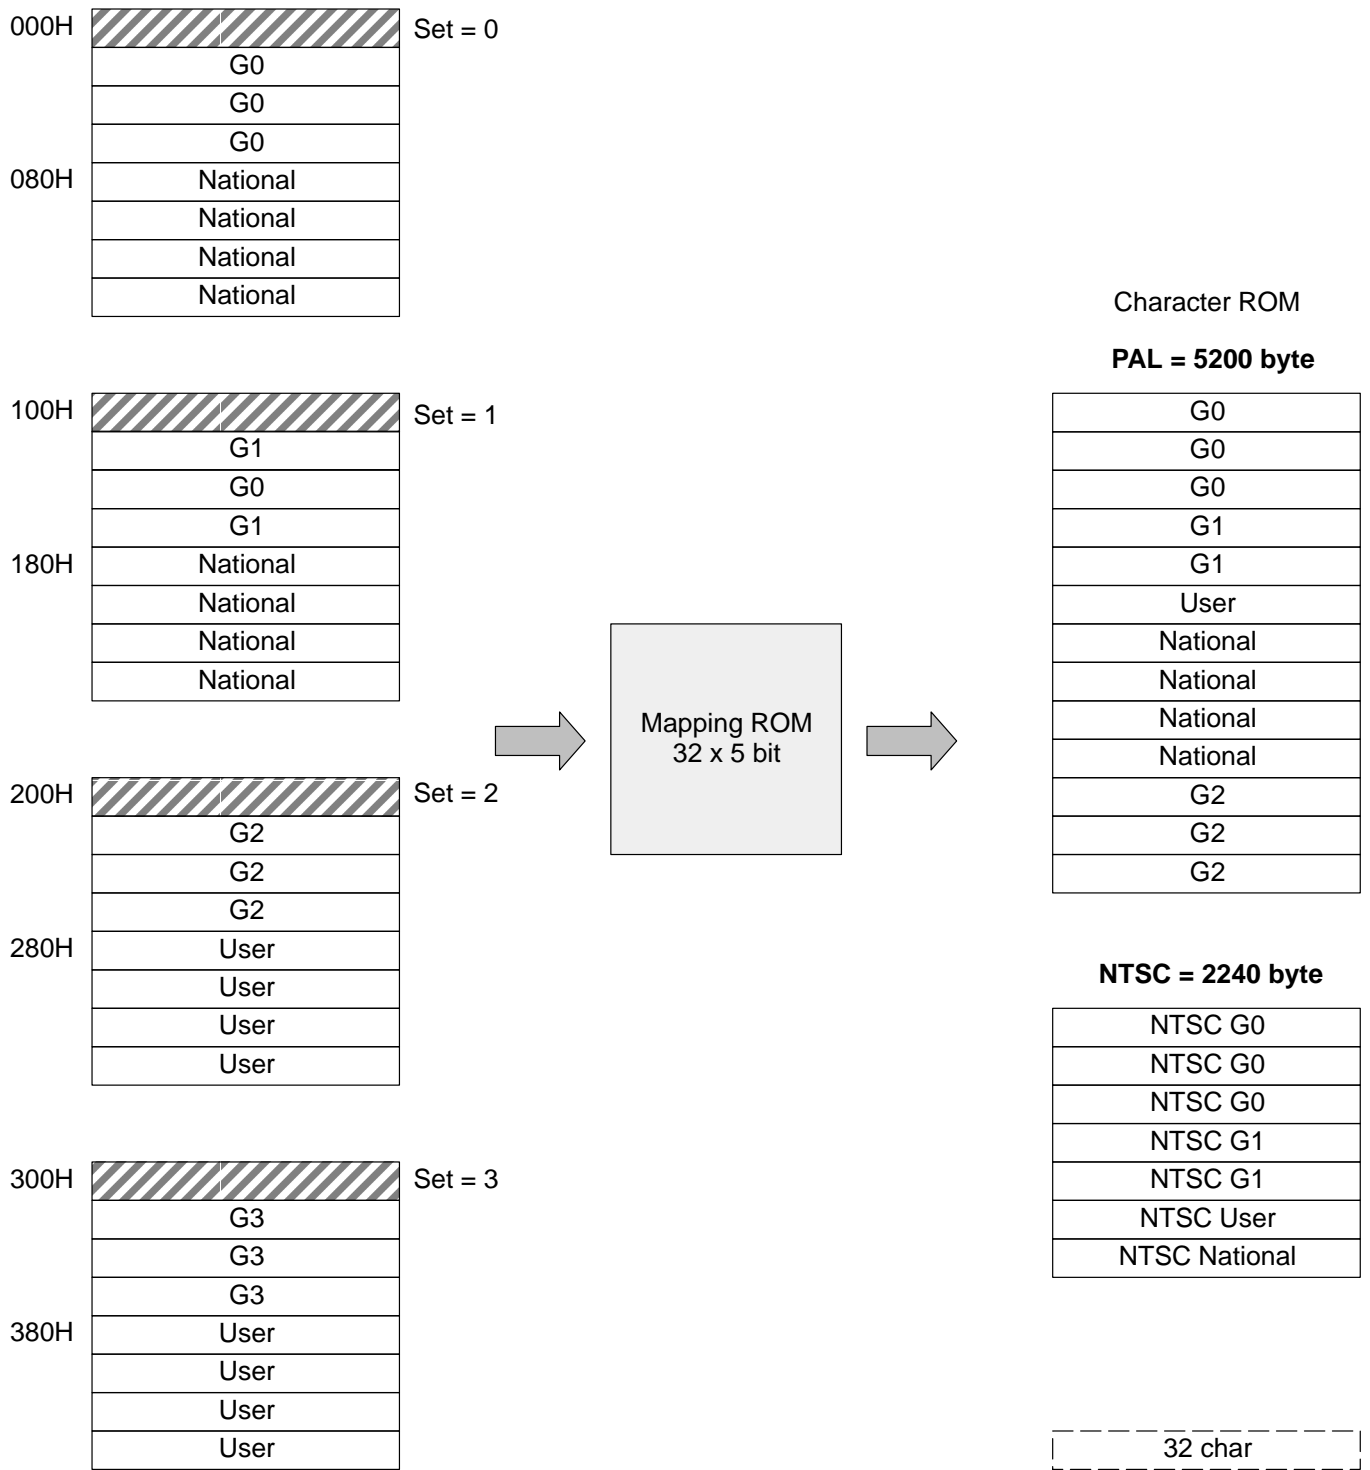 000H
Set = 0
G0
G0
G0
080H
National
National
National
National
100H
Set = 1
G1
G0
G1
180H
National
National
National
National
200H
Set = 2
G2
G2
G2
280H
User
User
User
User
300H
Set = 3
G3
G3
G3
380H
User
User
User
User
Mapping ROM
32 x 5 bit
Character ROM
PAL = 5200 byte
G0
G0
G0
G1
G1
User
National
National
National
National
G2
G2
G2
NTSC = 2240 byte
NTSC G0
NTSC G0
NTSC G0
NTSC G1
NTSC G1
NTSC User
NTSC National
32 char